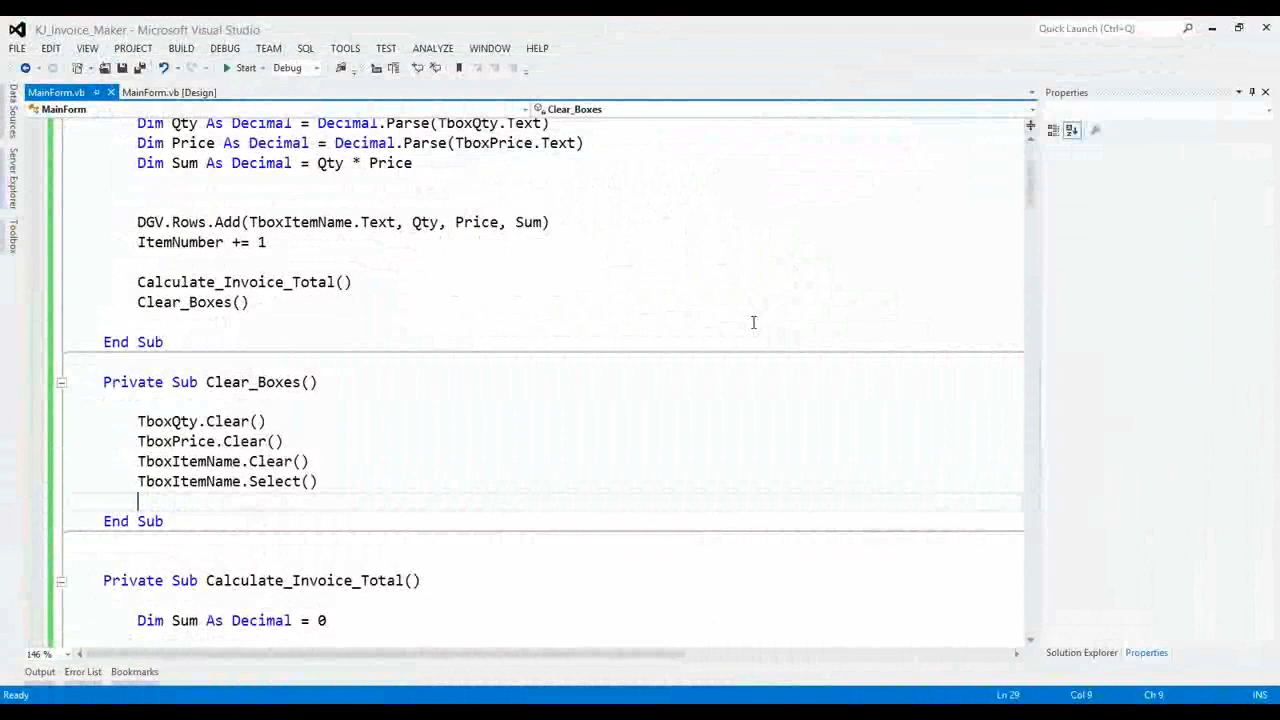 KJ_Invoice_Maker - Microsoft Visual Studio
Quick Launch (Ctrl+Q)
FILE EDIT VIEW PROJECT BUILD DEBUG TEAM SQL TOOLS TEST ANALYZE WINDOW HELP
Start Debug
Data Sources
Server Explorer
Toolbox
MainForm.vb MainForm.vb [Design]
Properties
MainForm Clear_Boxes
Dim Qty As Decimal = Decimal.Parse(TboxQty.Text)
Dim Price As Decimal = Decimal.Parse(TboxPrice.Text)
Dim Sum As Decimal = Qty * Price
DGV.Rows.Add(TboxItemName.Text, Qty, Price, Sum)
ItemNumber += 1
Calculate_Invoice_Total()
Clear_Boxes()
End Sub
Private Sub Clear_Boxes()
TboxQty.Clear()
TboxPrice.Clear()
TboxItemName.Clear()
TboxItemName.Select()
End Sub
Private Sub Calculate_Invoice_Total()
Dim Sum As Decimal = 0
146 %
Solution Explorer Properties
Output Error List Bookmarks
Ready Ln 29 Col 9 Ch 9 INS